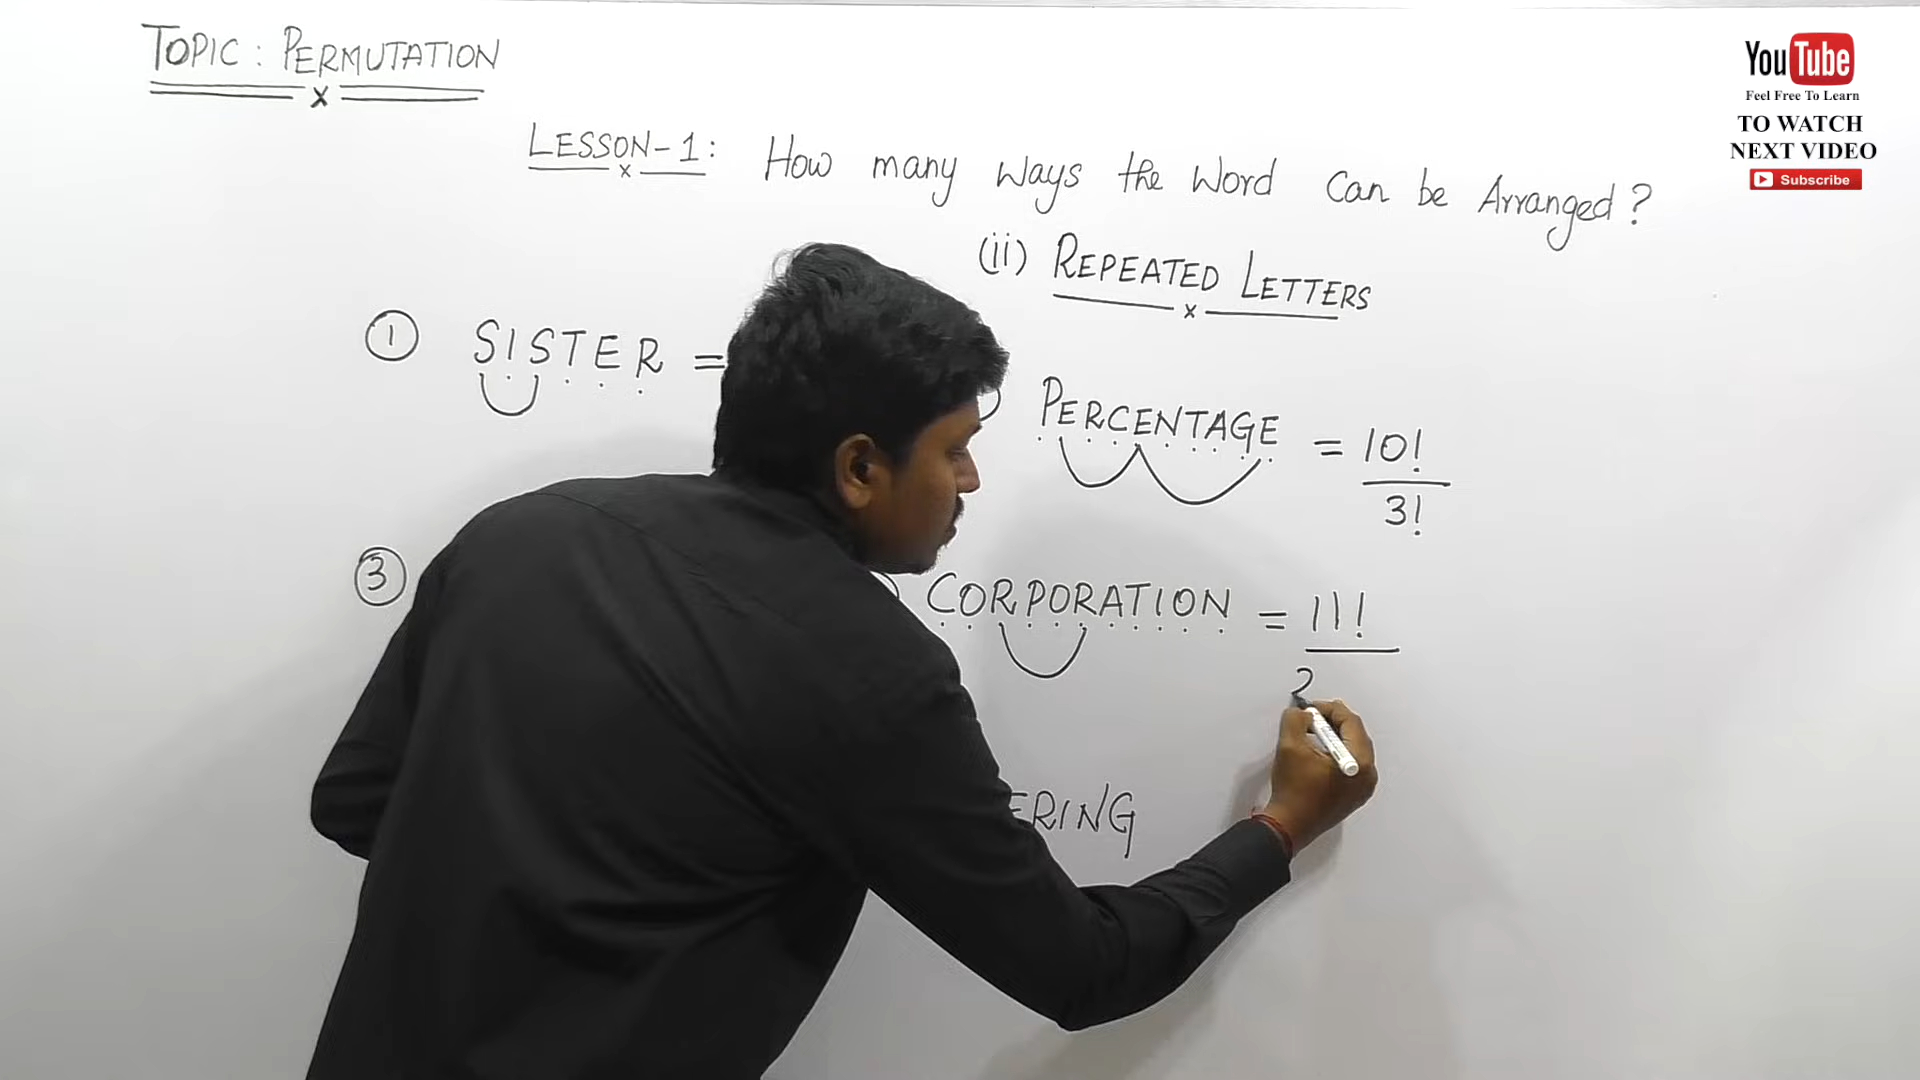 TOPIC : PERMUTATION
YouTube
Feel Free To Learn
TO WATCH
NEXT VIDEO
Subscribe
LESSON-1: How many ways the Word can be Arranged?
(ii) REPEATED LETTERS
1 SISTER =
PERCENTAGE = 10!
3!
3
CORPORATION = 11!
2
ERING